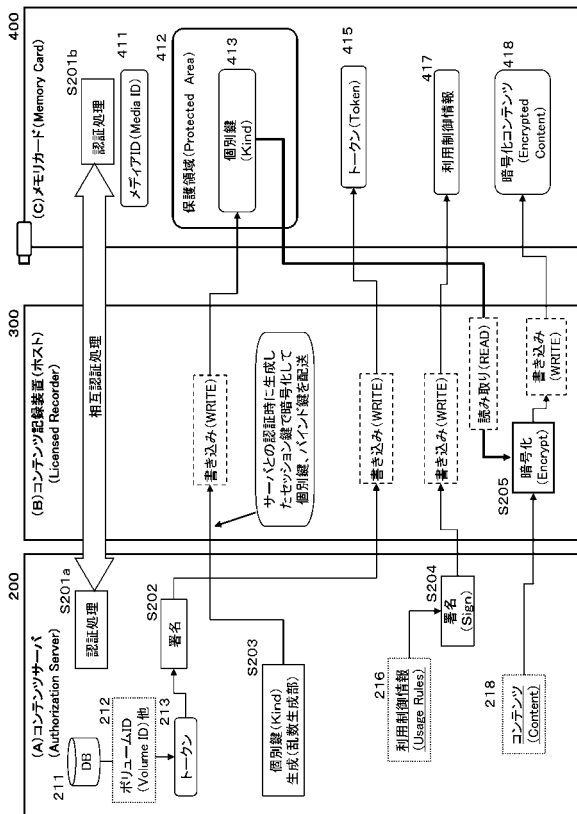 200
(A)コンテンツサーバ
(Authorization Server)
211
DB
212
ボリュームID
(Volume ID)他
213
トークン
S201a
認証処理
S202
署名
S203
個別鍵(Kind)
生成(乱数生成部)
216
利用制御情報
(Usage Rules)
S204
署名
(Sign)
218
コンテンツ
(Content)
300
(B)コンテンツ記録装置(ホスト)
(Licensed Recorder)
相互認証処理
書き込み(WRITE)
サーバとの認証時に生成し
たセッション鍵で暗号化して
個別鍵、バインド鍵を配送
書き込み(WRITE)
書き込み(WRITE)
読み取り(READ)
S205
暗号化
(Encrypt)
書き込み
(WRITE)
400
(C)メモリカード(Memory Card)
S201b
認証処理
411
メディアID(Media ID)
412
保護領域(Protected Area)
413
個別鍵
(Kind)
415
トークン(Token)
417
利用制御情報
418
暗号化コンテンツ
(Encrypted
Content)